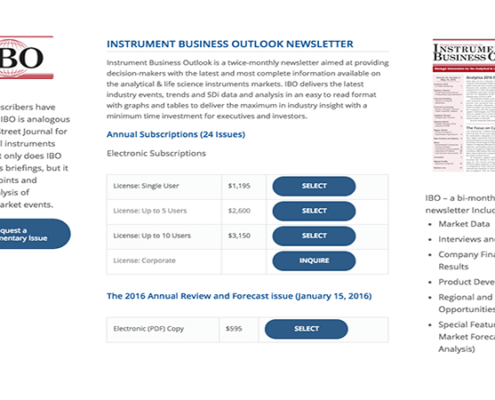 BO
scribers have
IBO is analogous
Street Journal for
l instruments
t only does IBO
s briefings, but it
oints and
alysis of
arket events.
quest a
mentary Issue
INSTRUMENT BUSINESS OUTLOOK NEWSLETTER
Instrument Business Outlook is a twice-monthly newsletter aimed at providing
decision-makers with the latest and most complete information available on
the analytical & life science instruments markets. IBO delivers the latest
industry events, trends and SDi data and analysis in an easy to read format
with graphs and tables to deliver the maximum in industry insight with a
minimum time investment for executives and investors.
Annual Subscriptions (24 Issues)
Electronic Subscriptions
License: Single User $1,195 SELECT
License: Up to 5 Users $2,600 SELECT
License: Up to 10 Users $3,150 SELECT
License: Corporate INQUIRE
The 2016 Annual Review and Forecast issue (January 15, 2016)
Electronic (PDF) Copy $595 SELECT
INSTRUME
BUSINESS O
IBO – a bi-month
newsletter Inclu
• Market Data
• Interviews an
• Company Fina
Results
• Product Deve
• Regional and
Opportunities
• Special Featur
Market Foreca
Analysis)